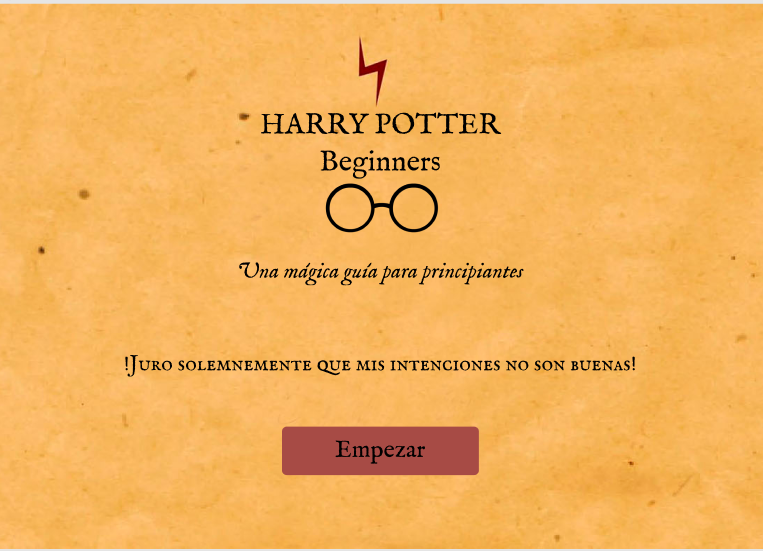 HARRY POTTER
Beginners
Una mágica guía para principiantes
!Juro solemnemente que mis intenciones no son buenas!
Empezar